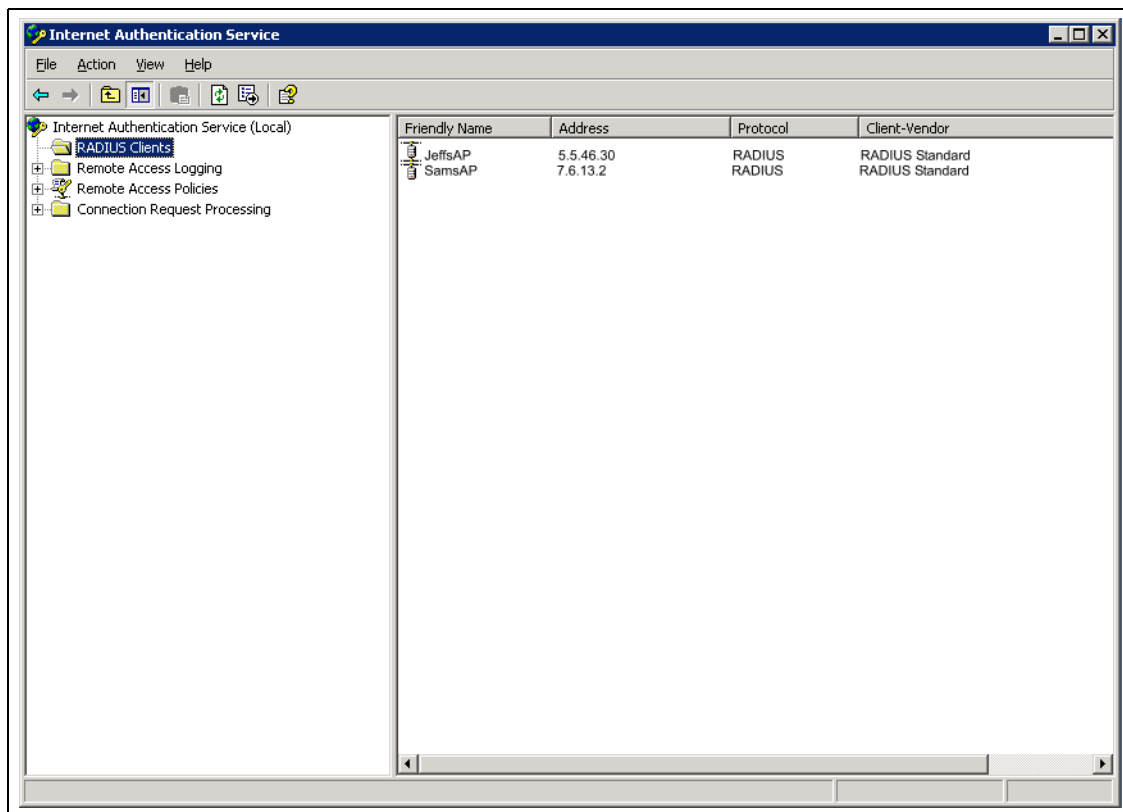 Internet Authentication Service
File Action View Help
Internet Authentication Service (Local)
RADIUS Clients
Remote Access Logging
Remote Access Policies
Connection Request Processing
Friendly Name Address Protocol Client-Vendor
JeffsAP 5.5.46.30 RADIUS RADIUS Standard
SamsAP 7.6.13.2 RADIUS RADIUS Standard